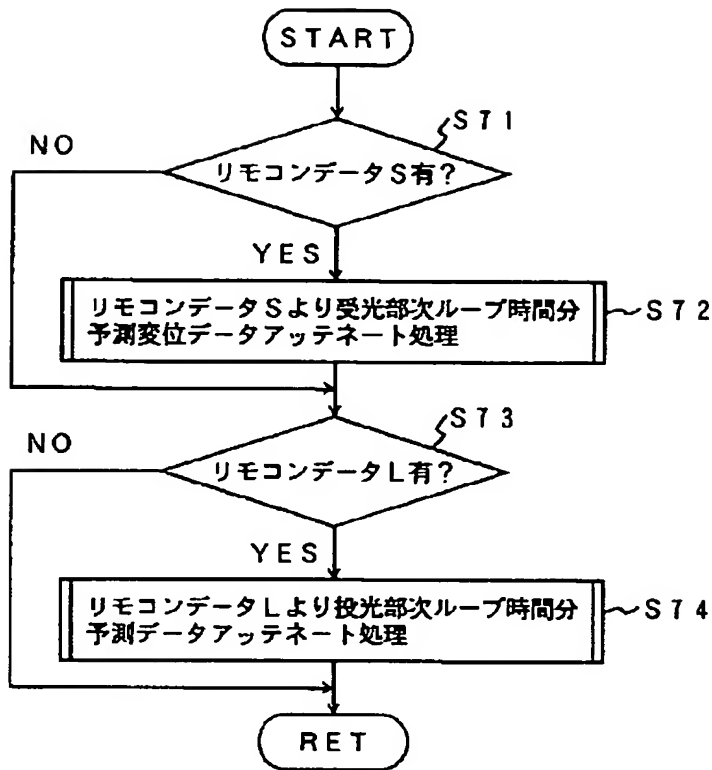 START
S71
NO
リモコンデータS有?
YES
リモコンデータSより受光部次ループ時間分
予測変位データアッテネート処理
S72
S73
NO
リモコンデータL有?
YES
リモコンデータLより投光部次ループ時間分
予測データアッテネート処理
S74
RET